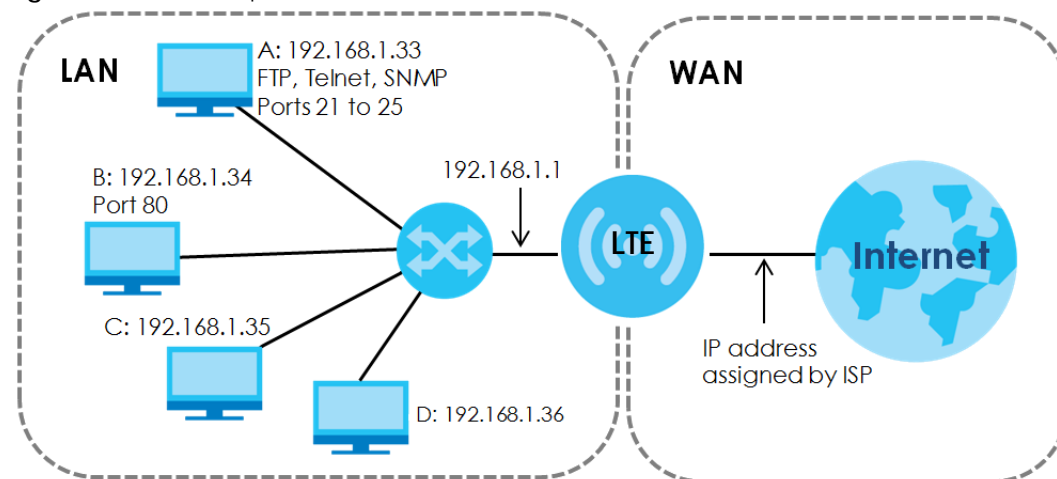 LAN
A: 192.168.1.33
FTP, Telnet, SNMP
Ports 21 to 25
B: 192.168.1.34
Port 80
C: 192.168.1.35
D: 192.168.1.36
192.168.1.1
LTE
WAN
Internet
IP address
assigned by ISP